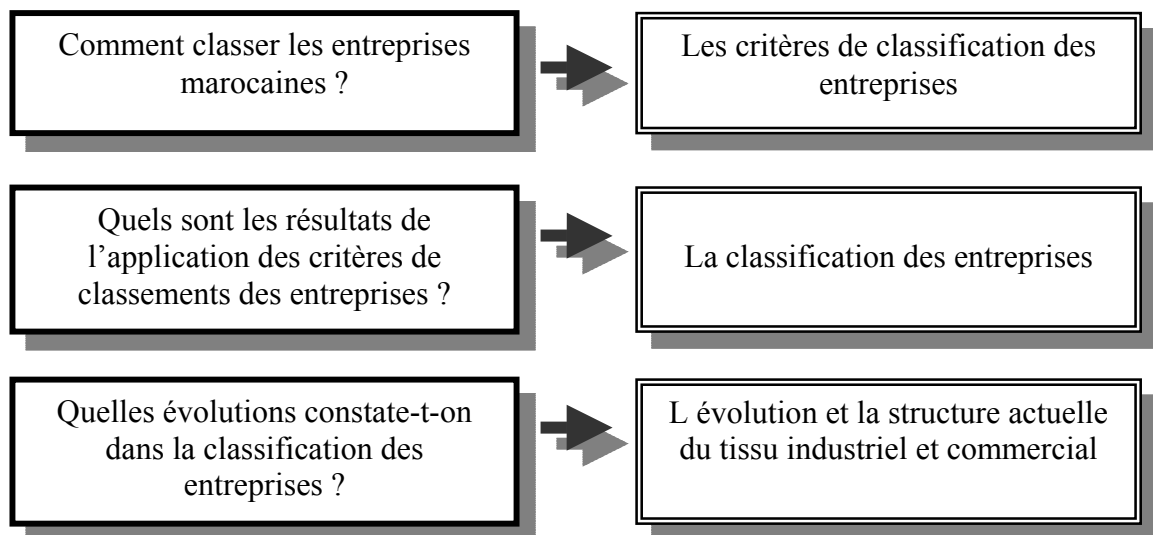 Comment classer les entreprises
marocaines ?
Les critères de classification des
entreprises
Quels sont les résultats de
l’application des critères de
classements des entreprises ?
La classification des entreprises
Quelles évolutions constate-t-on
dans la classification des
entreprises ?
L évolution et la structure actuelle
du tissu industriel et commercial